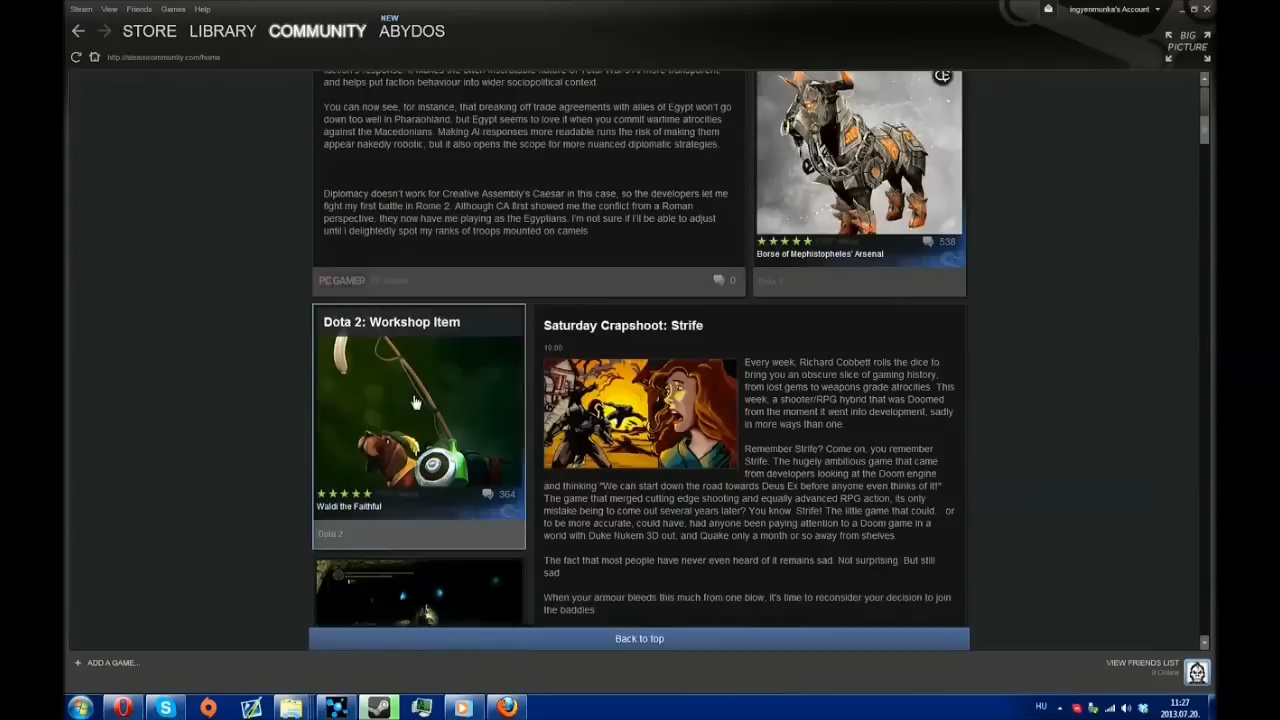 Steam View Friends Games Help
ingyenmunka's Account
STORE LIBRARY COMMUNITY
NEW
ABYDOS
BIG
PICTURE
http://steamcommunity.com/home
and helps put faction behaviour into wider sociopolitical context.
You can now see, for instance, that breaking off trade agreements with allies of Egypt won't go
down too well in Pharaohland, but Egypt seems to love it when you commit wartime atrocities
against the Macedonians. Making AI responses more readable runs the risk of making them
appear nakedly robotic, but it also opens the scope for more nuanced diplomatic strategies.
Diplomacy doesn't work for Creative Assembly's Caesar in this case, so the developers let me
fight my first battle in Rome 2. Although CA first showed me the conflict from a Roman
perspective, they now have me playing as the Egyptians. I'm not sure if I'll be able to adjust
until I delightedly spot my ranks of troops mounted on camels
PC GAMER
0
538
Borse of Mephistopheles' Arsenal
Dota 2
Dota 2: Workshop Item
364
Waldi the Faithful
Dota 2
Saturday Crapshoot: Strife
10.00
Every week, Richard Cobbett rolls the dice to
bring you an obscure slice of gaming history,
from lost gems to weapons grade atrocities. This
week, a shooter/RPG hybrid that was Doomed
from the moment it went into development, sadly
in more ways than one.
Remember Strife? Come on, you remember
Strife. The hugely ambitious game that came
from developers looking at the Doom engine
and thinking "We can start down the road towards Deus Ex before anyone even thinks of it!"
The game that merged cutting edge shooting and equally advanced RPG action, its only
mistake being to come out several years later? You know Strife! The little game that could... or
to be more accurate, could have, had anyone been paying attention to a Doom game in a
world with Duke Nukem 3D out, and Quake only a month or so away from shelves.
The fact that most people have never even heard of it remains sad. Not surprising. But still
sad
When your armour bleeds this much from one blow, it's time to reconsider your decision to join
the baddies
Back to top
+ ADD A GAME...
VIEW FRIENDS LIST
9 Online
HU
11:27
2013.07.20.